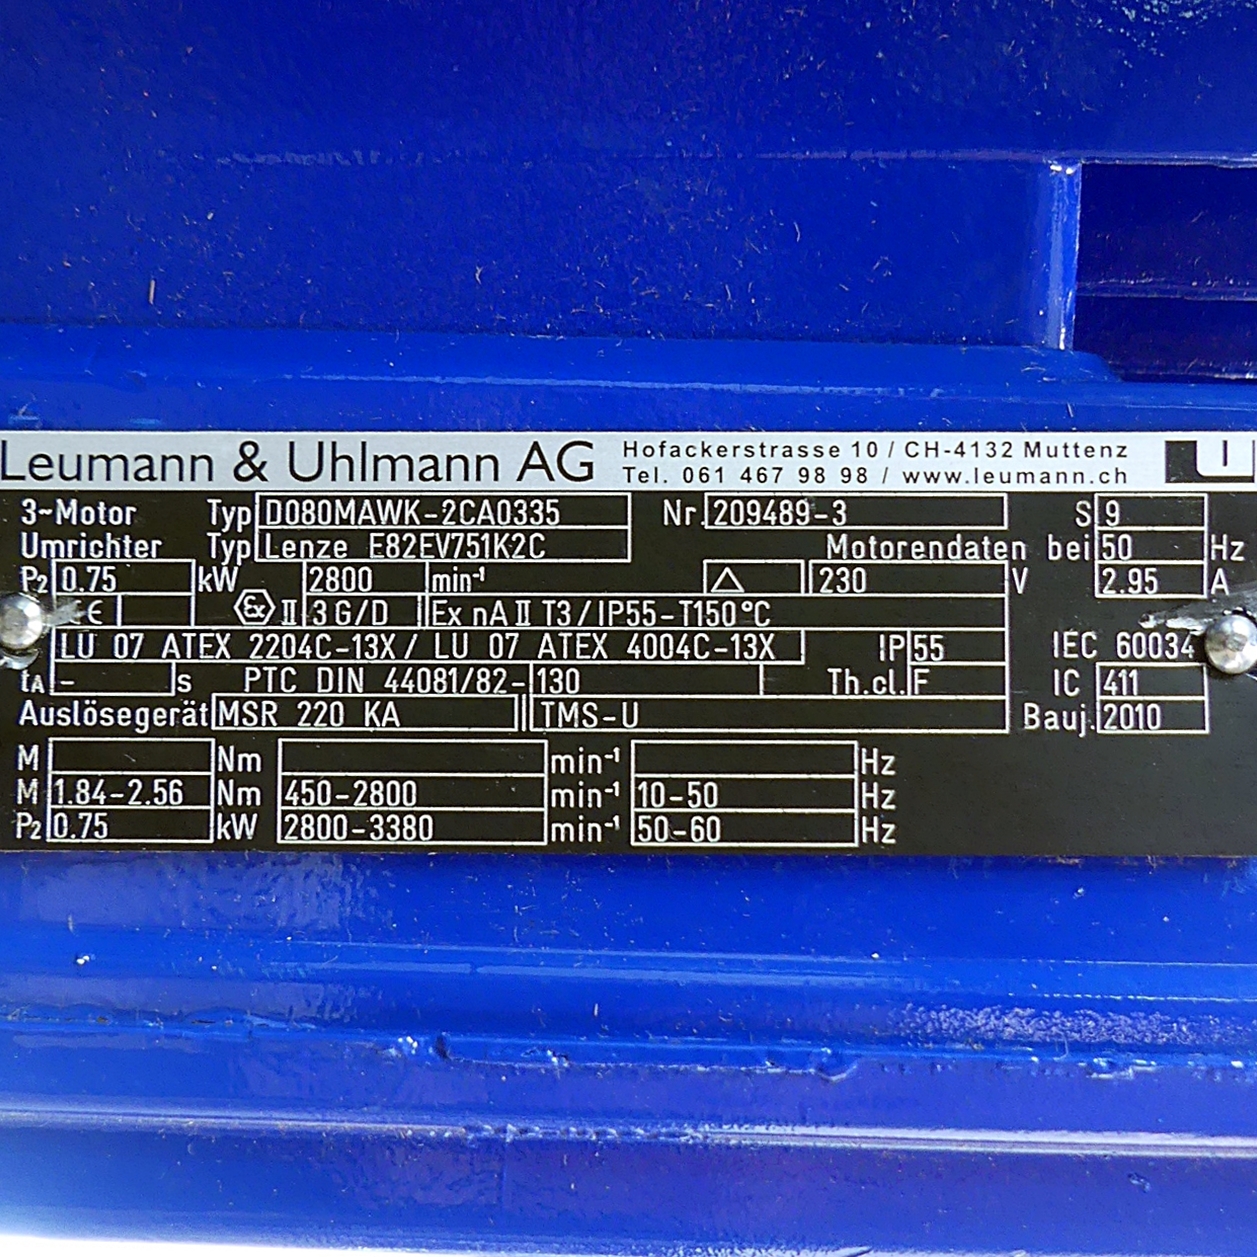 Leumann & Uhlmann AG Hofackerstrasse 10 / CH-4132 Muttenz
Tel. 061 467 98 98 / www.leumann.ch
3~Motor Typ D080MAWK-2CA0335 Nr. 209489-3 S 9
Umrichter Typ Lenze E82EV751K2C Motorendaten bei 50 Hz
P2 0.75 kW 2800 min-1 △ 230 V 2.95 A
CE Ex II 3 G/D Ex nA II T3/IP55-T150°C
LU 07 ATEX 2204C-13X/ LU 07 ATEX 4004C-13X IP 55 IEC 60034
tA - s PTC DIN 44081/82- 130 Th.cl. F IC 411
Auslösegerät MSR 220 KA TMS-U Bauj. 2010
M Nm min-1 Hz
M 1.84-2.56 Nm 450-2800 min-1 10-50 Hz
P2 0.75 kW 2800-3380 min-1 50-60 Hz